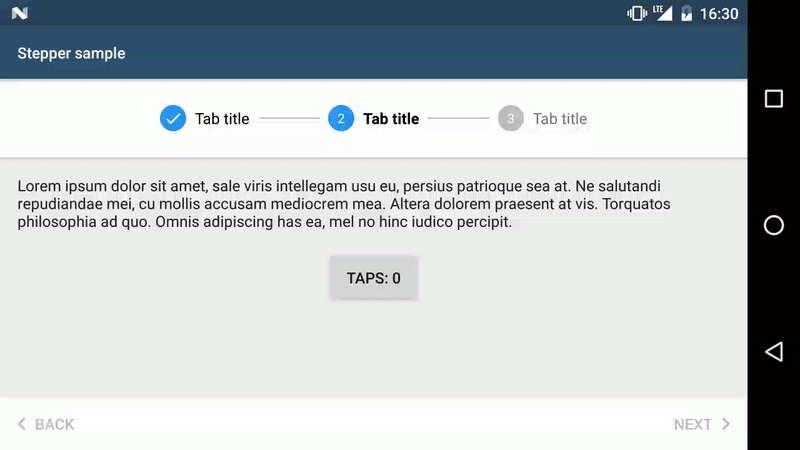 LTE 16:30
Stepper sample
Tab title 2 Tab title 3 Tab title
Lorem ipsum dolor sit amet, sale viris intellegam usu eu, persius patrioque sea at. Ne salutandi
repudiandae mei, cu mollis accusam mediocrem mea. Altera dolorem praesent at vis. Torquatos
philosophia ad quo. Omnis adipiscing has ea, mel no hinc iudico percipit.
TAPS: 0
BACK NEXT